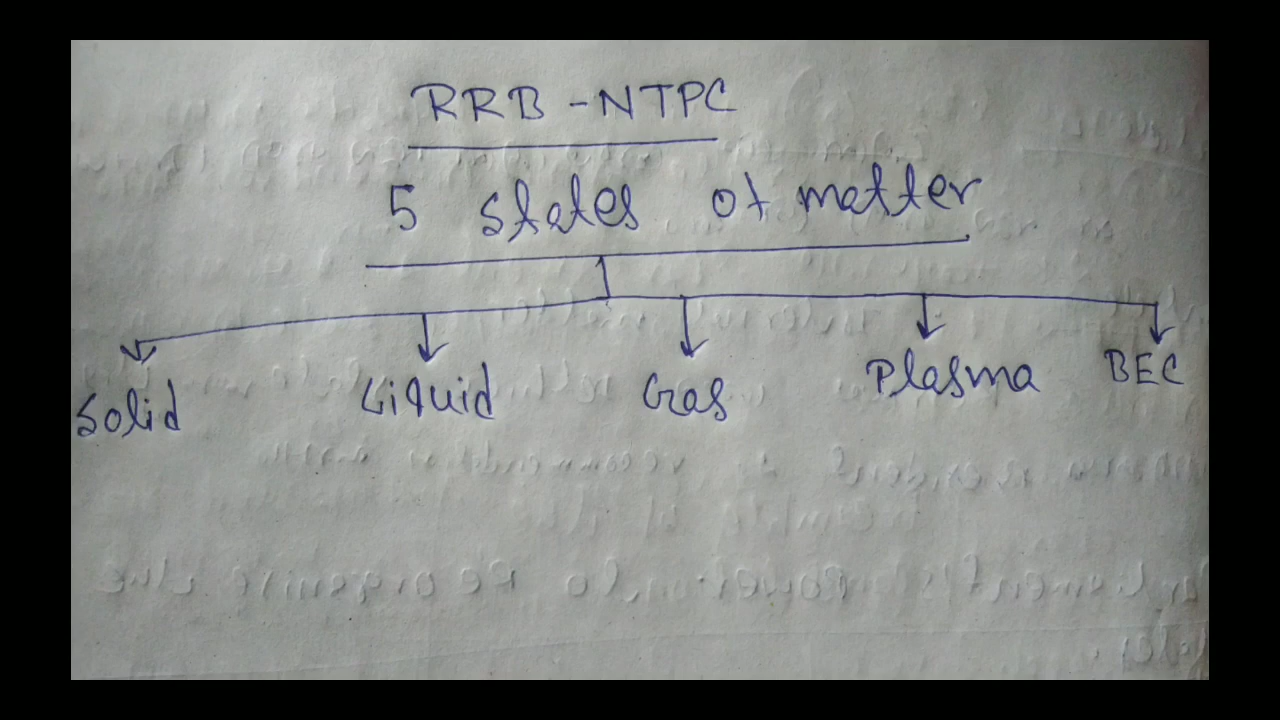 RRB - NTPC
5 states of matter
Solid Liquid Gas Plasma BEC